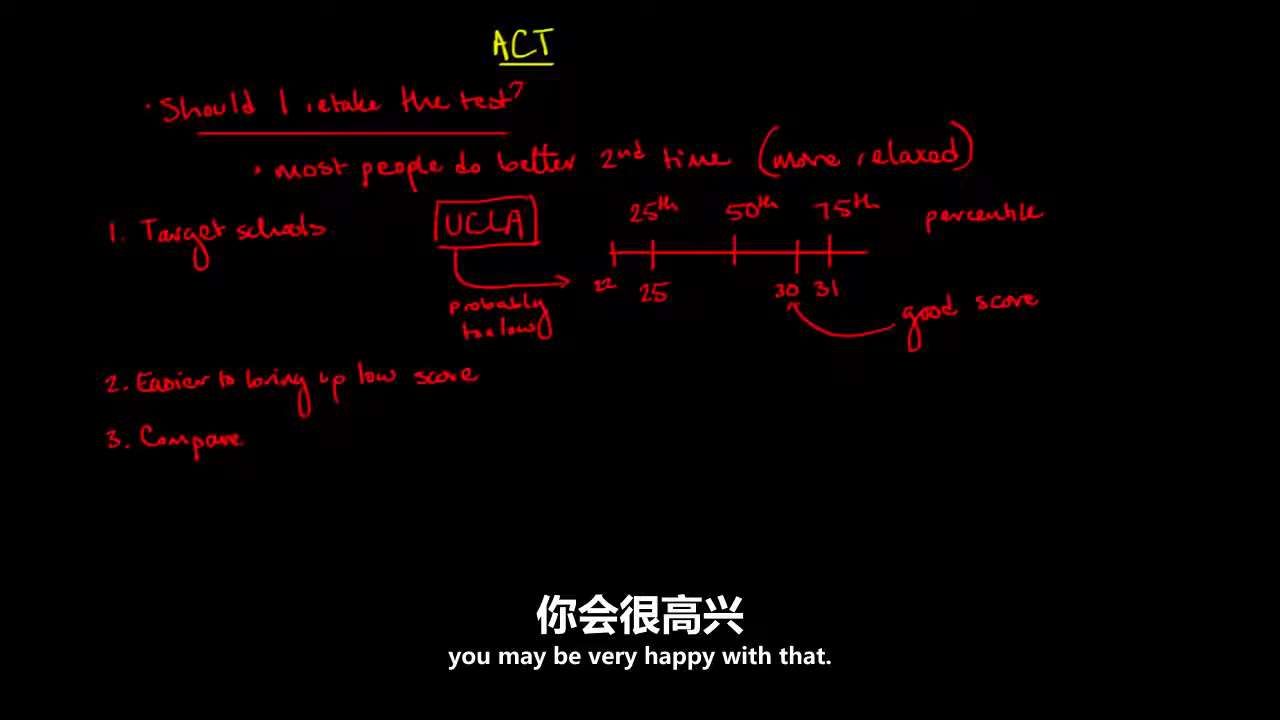 ACT
· Should I retake the test?
· most people do better 2nd time (more relaxed)
1. Target schools
UCLA
25th 50th 75th percentile
22 25 30 31
probably
too low
good score
2. Easier to bring up low score
3. Compare
你会很高兴
you may be very happy with that.